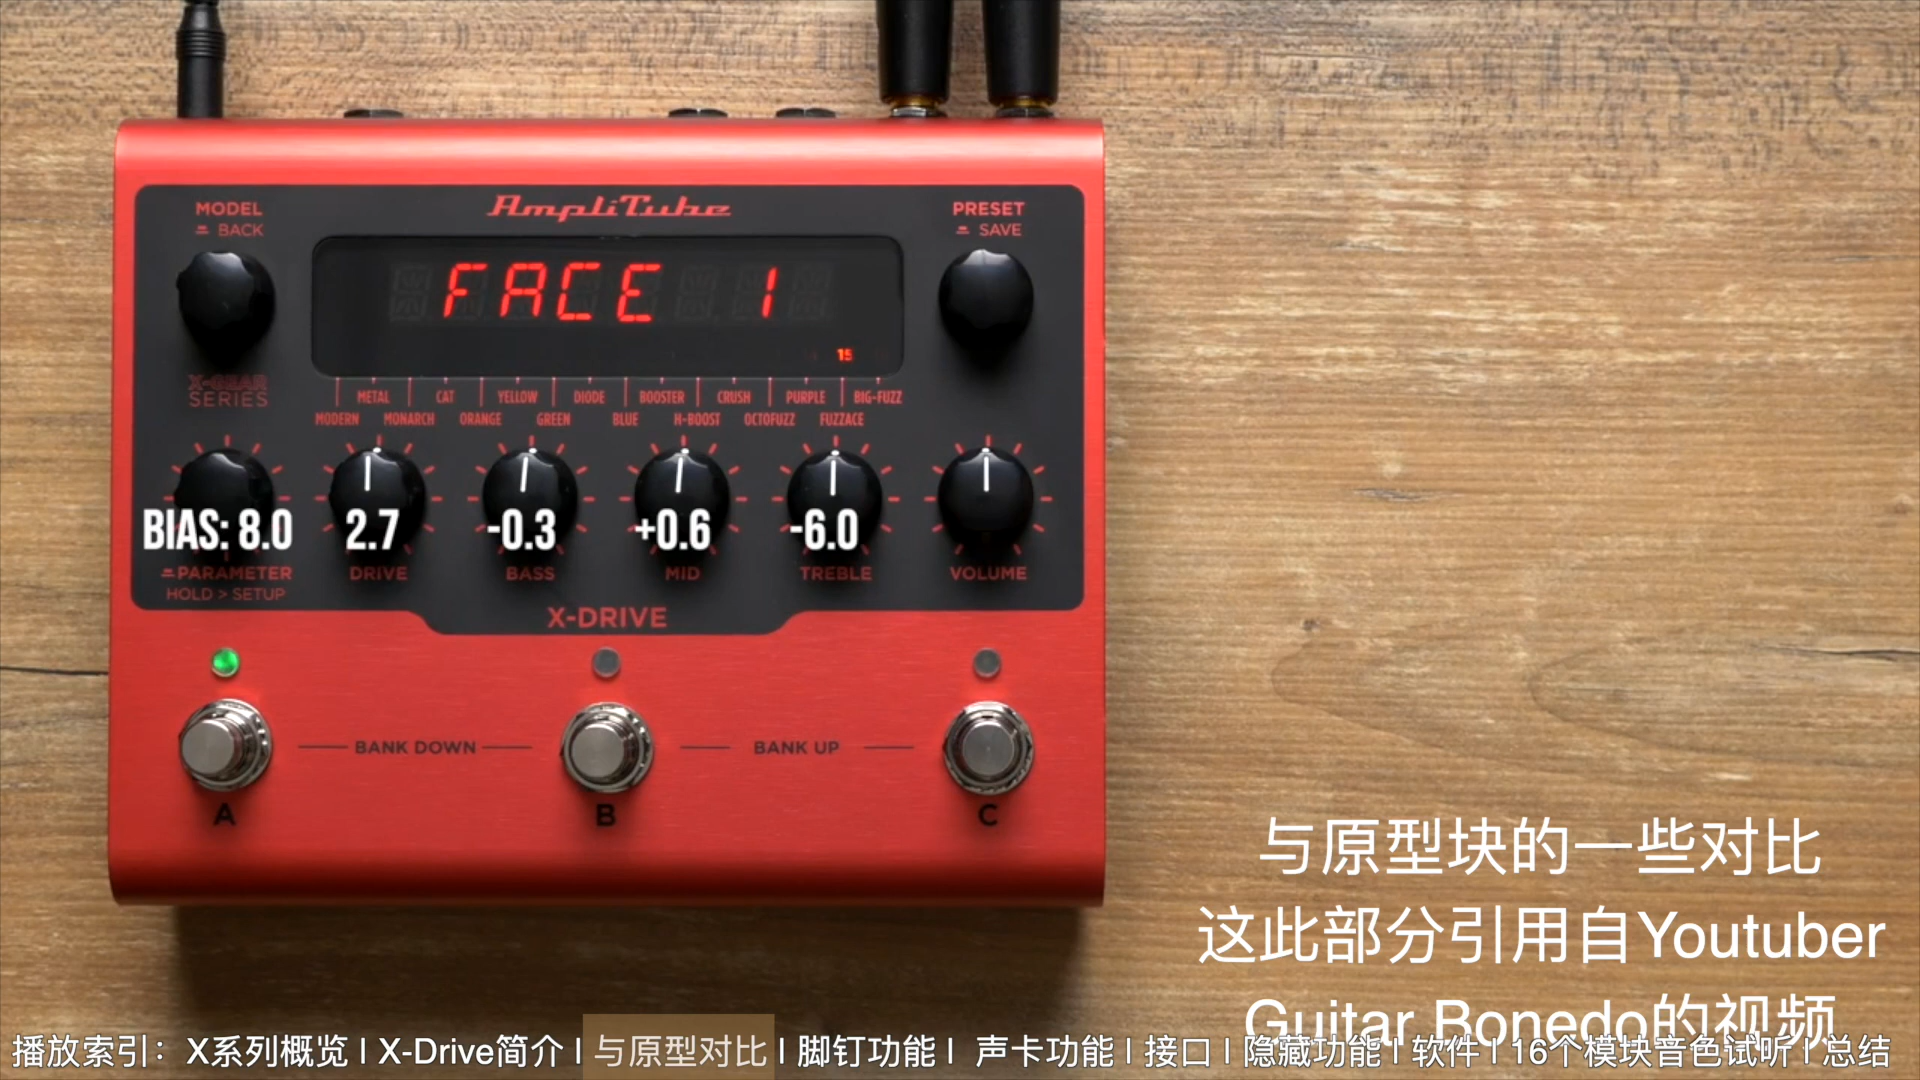 AmpliTube
MODEL
BACK
PRESET
SAVE
FACE 1
15
X-GEAR
SERIES
METAL CAT YELLOW DIODE BOOSTER CRUSH PURPLE BIG-FUZZ
MODERN MONARCH ORANGE GREEN BLUE H-BOOST OCTOFUZZ FUZZACE
BIAS: 8.0 2.7 -0.3 +0.6 -6.0
PARAMETER DRIVE BASS MID TREBLE VOLUME
HOLD > SETUP
X-DRIVE
BANK DOWN BANK UP
A B C
与原型块的一些对比
这此部分引用自Youtuber
Guitar Bonedo的视频
播放索引：X系列概览 | X-Drive简介 | 与原型对比 | 脚钉功能 | 声卡功能 | 接口 | 隐藏功能 | 软件 | 16个模块音色试听 | 总结